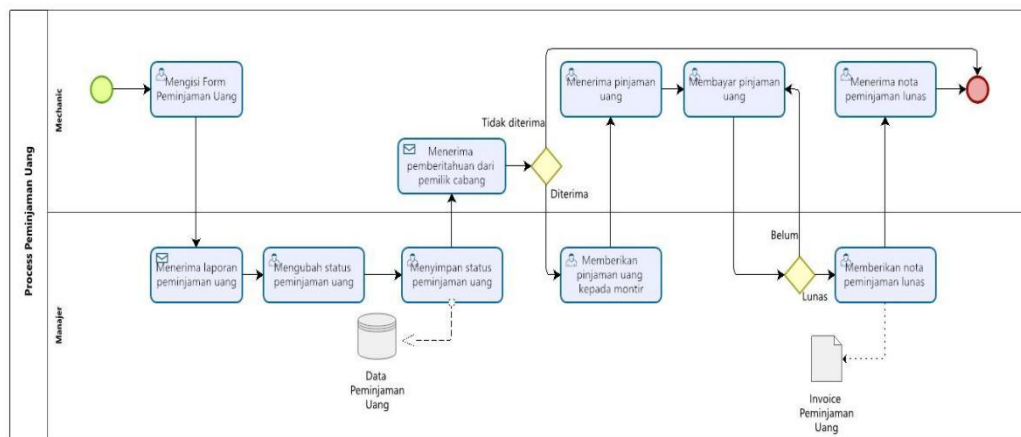 Process Peminjaman Uang
Mechanic
Mengisi Form
Peminjaman Uang
Menerima
pemberitahuan dari
pemilik cabang
Tidak diterima
Diterima
Menerima pinjaman
uang
Membayar pinjaman
uang
Menerima nota
peminjaman lunas
Manajer
Menerima laporan
peminjaman uang
Mengubah status
peminjaman uang
Menyimpan status
peminjaman uang
Data
Peminjaman
Uang
Memberikan
pinjaman uang
kepada montir
Belum
Lunas
Memberikan nota
peminjaman lunas
Invoice
Peminjaman
Uang